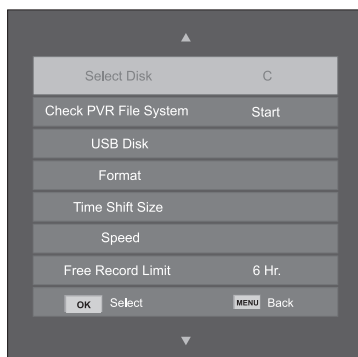 Select Disk C
Check PVR File System Start
USB Disk
Format
Time Shift Size
Speed
Free Record Limit 6 Hr.
OK Select MENU Back